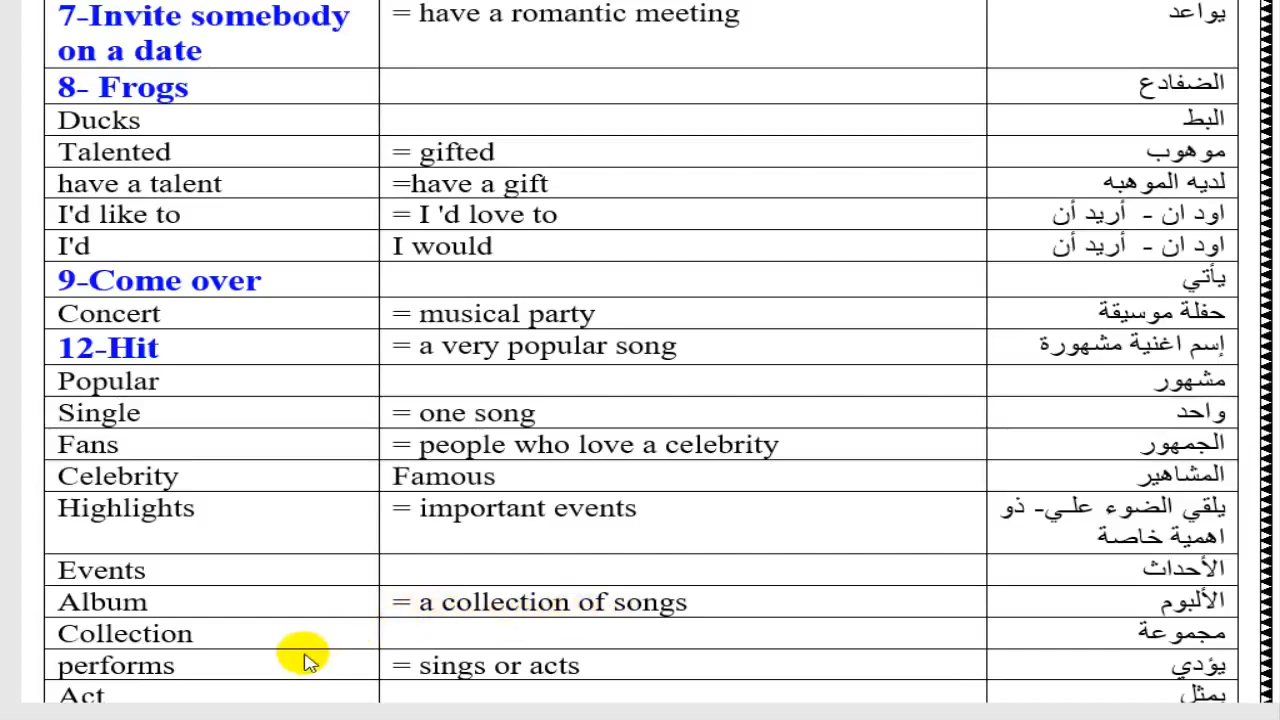 7-Invite somebody = have a romantic meeting يواعد
on a date
8- Frogs الضفادع
Ducks البط
Talented = gifted موهوب
have a talent =have a gift لديه الموهبه
I'd like to = I 'd love to اود ان - أريد أن
I'd I would اود ان - أريد أن
9-Come over يأتي
Concert = musical party حفلة موسيقة
12-Hit = a very popular song إسم اغنية مشهورة
Popular مشهور
Single = one song واحد
Fans = people who love a celebrity الجمهور
Celebrity Famous المشاهير
Highlights = important events يلقي الضوء علـي- ذو
اهمية خاصة
Events الأحداث
Album = a collection of songs الألبوم
Collection مجموعة
performs = sings or acts يؤدي
Act يمثل